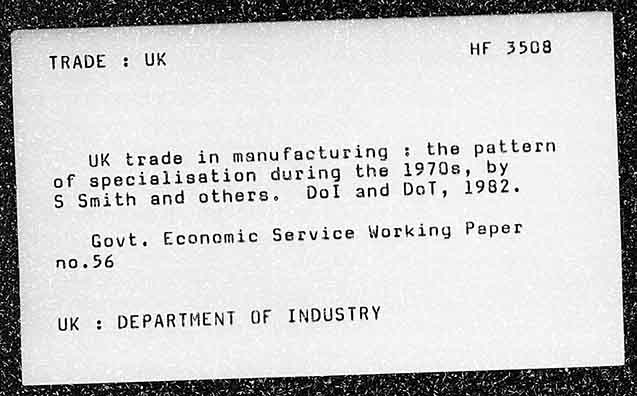 TRADE : UK HF 3508
UK trade in manufacturing : the pattern
of specialisation during the 1970s, by
S Smith and others. DoI and DoT, 1982.
Govt. Economic Service Working Paper
no.56
UK : DEPARTMENT OF INDUSTRY